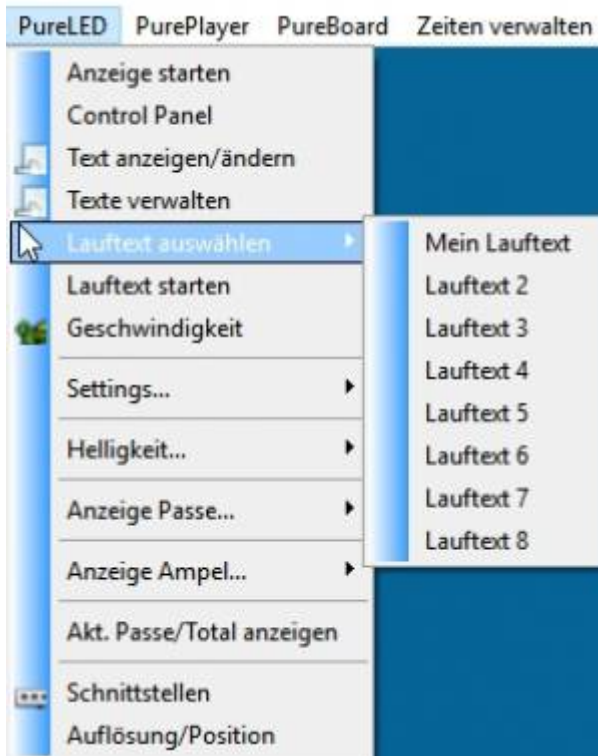 PureLED PurePlayer PureBoard Zeiten verwalten
Anzeige starten
Control Panel
Text anzeigen/ändern
Texte verwalten
Lauftext auswählen
Lauftext starten
Geschwindigkeit
Settings...
Helligkeit...
Anzeige Passe...
Anzeige Ampel...
Akt. Passe/Total anzeigen
Schnittstellen
Auflösung/Position
Mein Lauftext
Lauftext 2
Lauftext 3
Lauftext 4
Lauftext 5
Lauftext 6
Lauftext 7
Lauftext 8